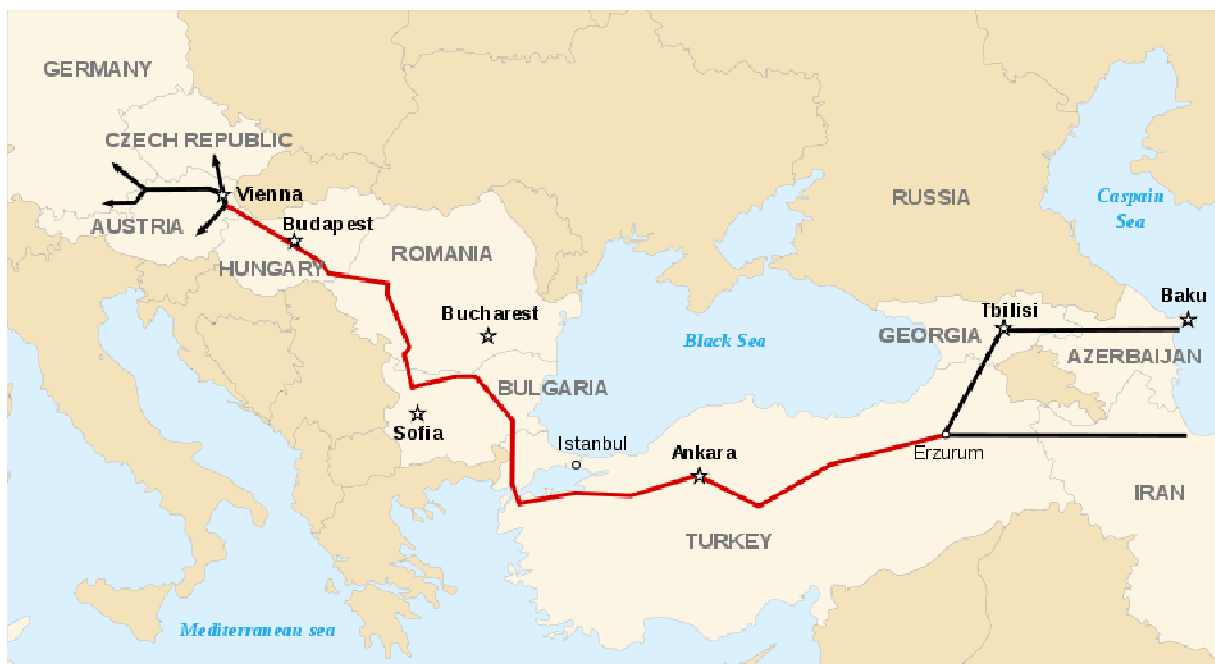 GERMANY
CZECH REPUBLIC
Vienna
AUSTRIA
Budapest
HUNGARY
ROMANIA
Bucharest
BULGARIA
Sofia
Istanbul
Ankara
TURKEY
Erzurum
Black Sea
RUSSIA
Caspain
Sea
Tbilisi
Baku
GEORGIA
AZERBAIJAN
IRAN
Mediterranean sea